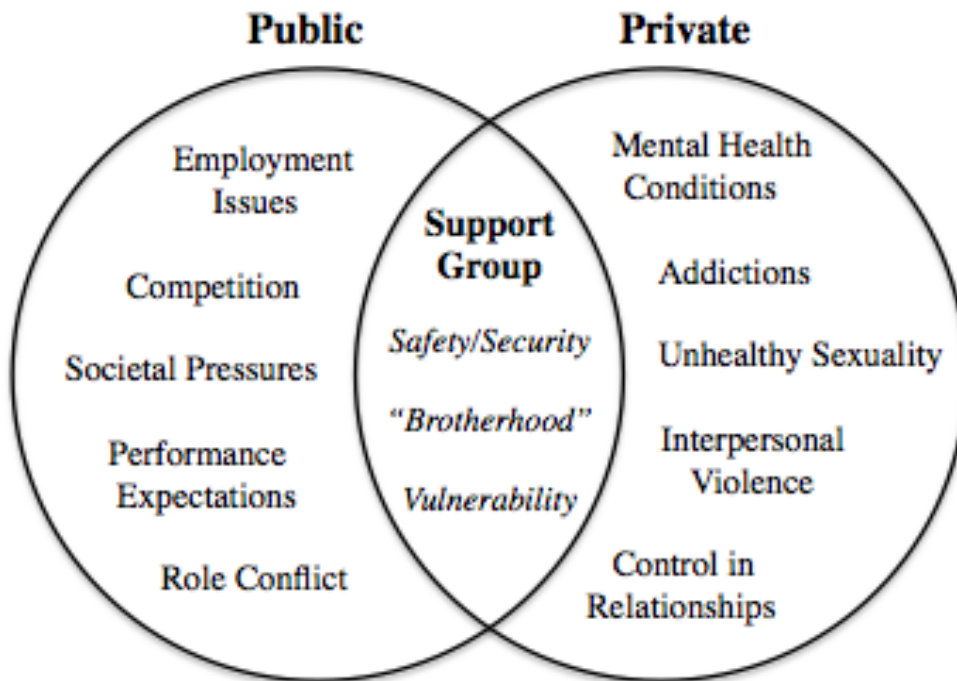 Public
Private
Employment
Issues
Competition
Societal Pressures
Performance
Expectations
Role Conflict
Support
Group
Safety/Security
“Brotherhood”
Vulnerability
Mental Health
Conditions
Addictions
Unhealthy Sexuality
Interpersonal
Violence
Control in
Relationships